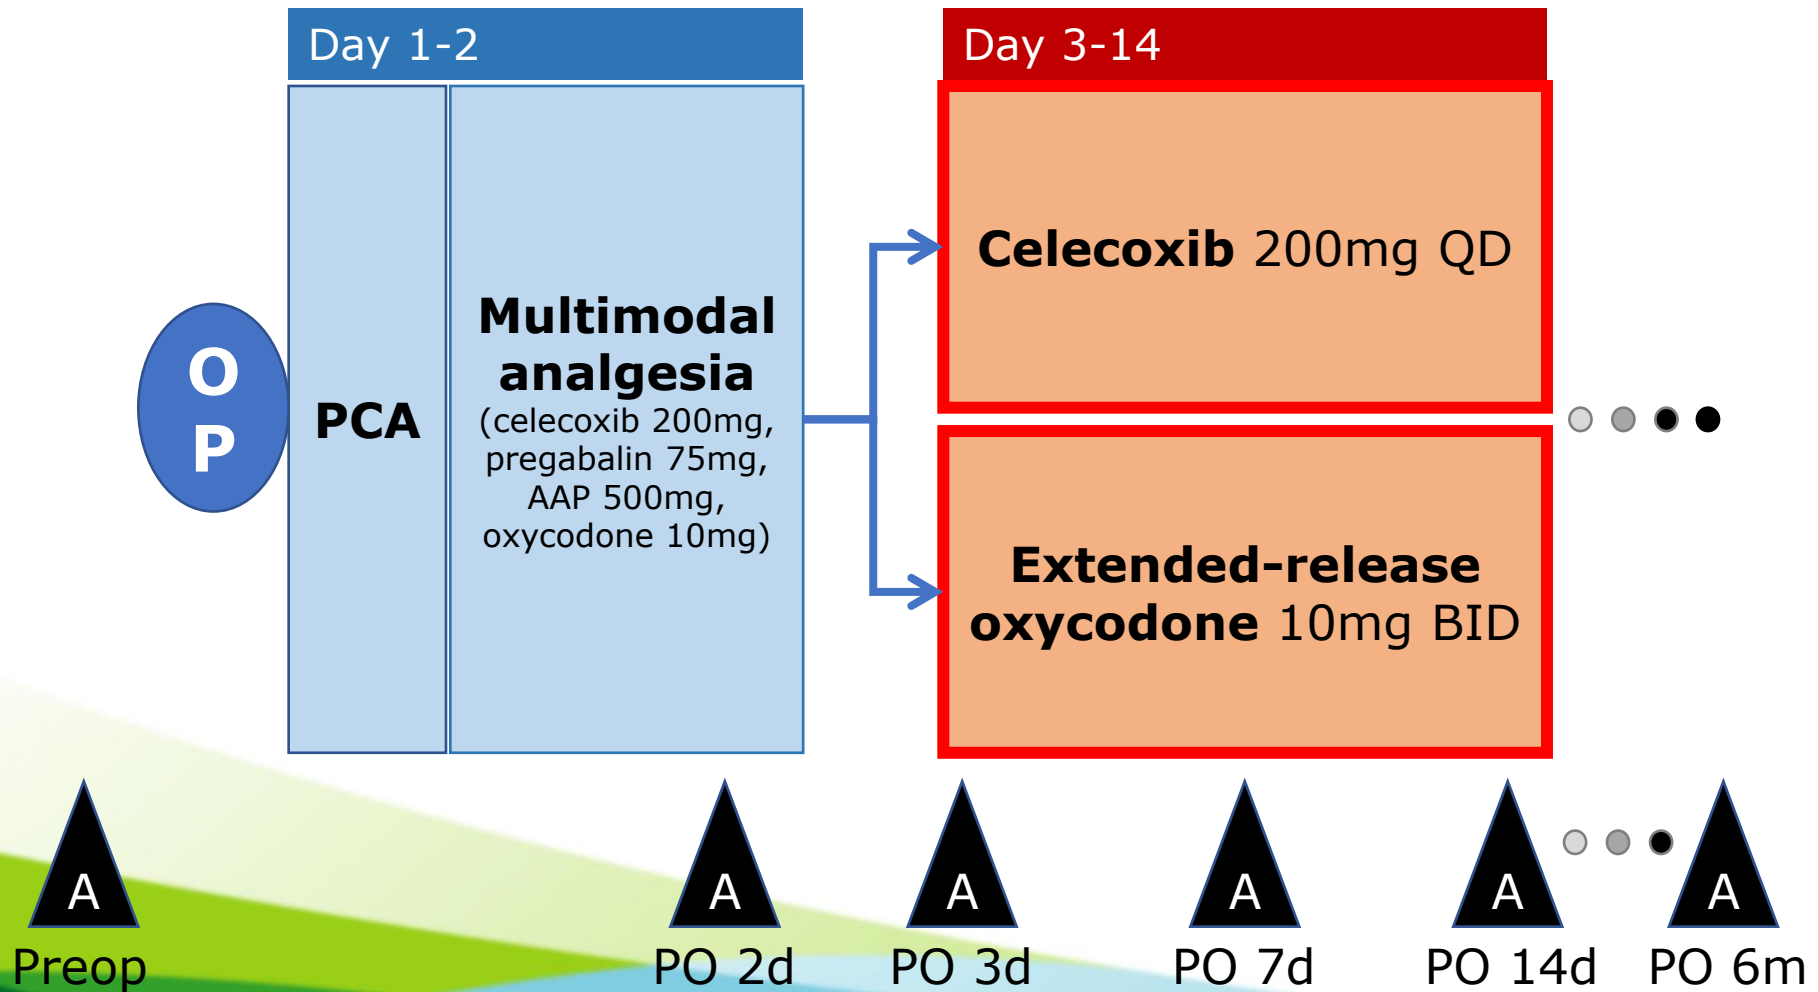 Day 1-2
Day 3-14
O
P
PCA
Multimodal
analgesia
(celecoxib 200mg,
pregabalin 75mg,
AAP 500mg,
oxycodone 10mg)
Celecoxib 200mg QD
Extended-release
oxycodone 10mg BID
A
A
A
A
A
A
Preop
PO 2d
PO 3d
PO 7d
PO 14d
PO 6m